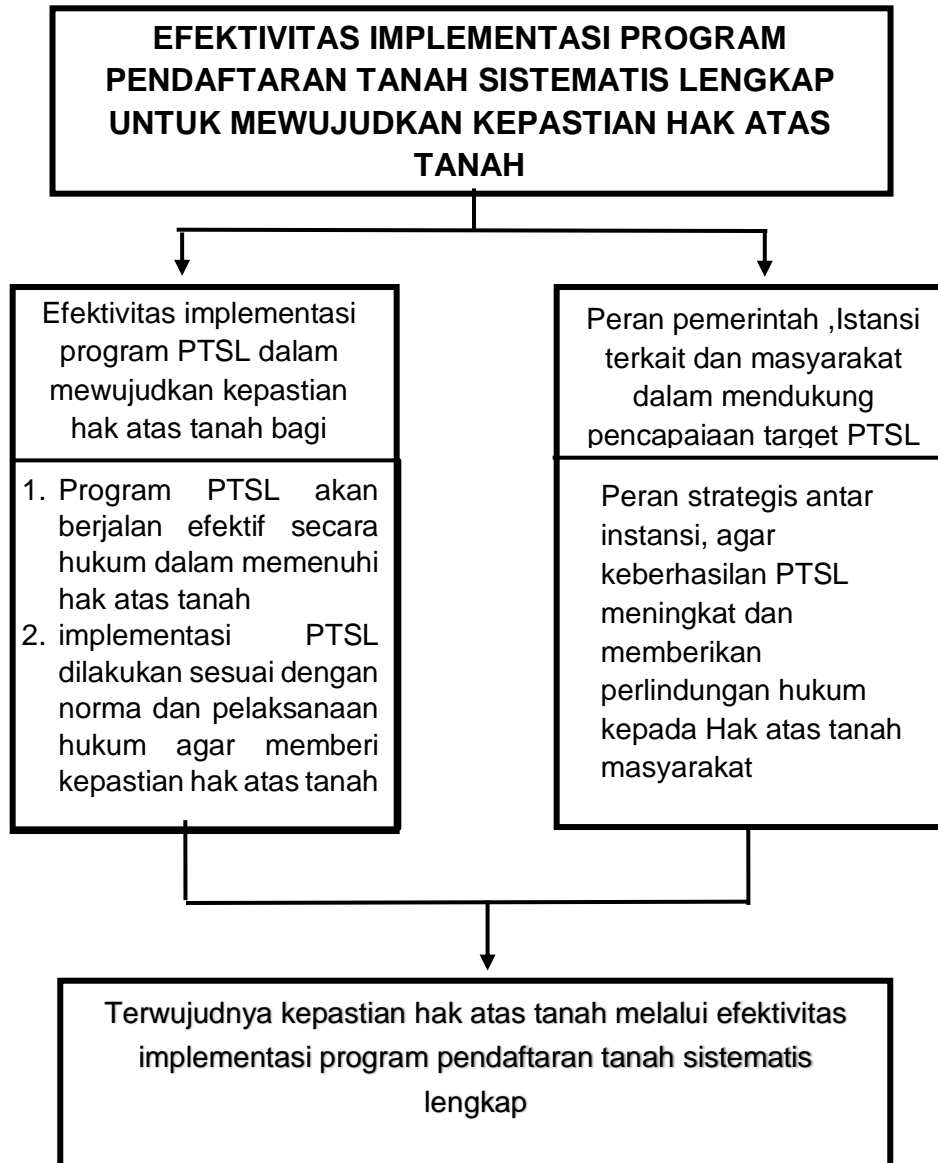 EFEKTIVITAS IMPLEMENTASI PROGRAM
PENDAFTARAN TANAH SISTEMATIS LENGKAP
UNTUK MEWUJUDKAN KEPASTIAN HAK ATAS
TANAH
Efektivitas implementasi
program PTSL dalam
mewujudkan kepastian
hak atas tanah bagi
1. Program PTSL akan
berjalan efektif secara
hukum dalam memenuhi
hak atas tanah
2. implementasi PTSL
dilakukan sesuai dengan
norma dan pelaksanaan
hukum agar memberi
kepastian hak atas tanah
Peran pemerintah ,Istansi
terkait dan masyarakat
dalam mendukung
pencapaiaan target PTSL
Peran strategis antar
instansi, agar
keberhasilan PTSL
meningkat dan
memberikan
perlindungan hukum
kepada Hak atas tanah
masyarakat
Terwujudnya kepastian hak atas tanah melalui efektivitas
implementasi program pendaftaran tanah sistematis
lengkap